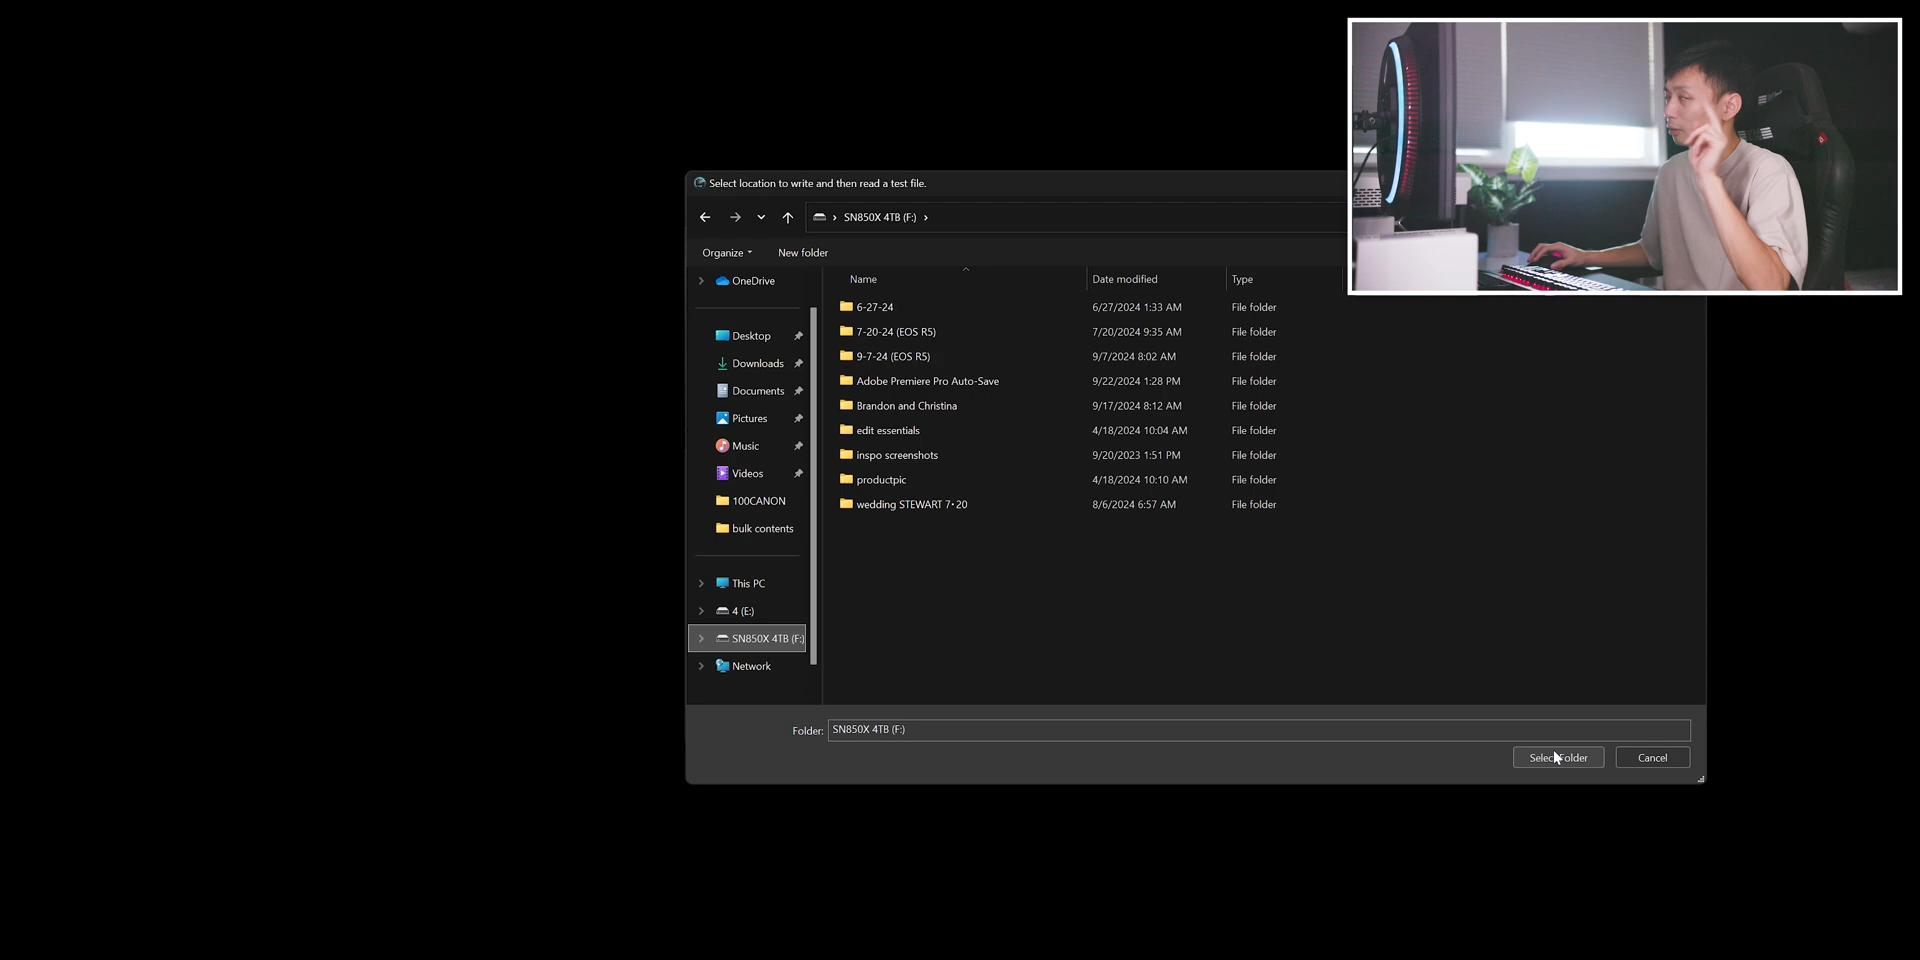 Select location to write and then read a test file.
SN850X 4TB (F:)
Organize
New folder
Name
Date modified
Type
OneDrive
Desktop
Downloads
Documents
Pictures
Music
Videos
100CANON
bulk contents
This PC
4 (E:)
SN850X 4TB (F:)
Network
6-27-24 6/27/2024 1:33 AM File folder
7-20-24 (EOS R5) 7/20/2024 9:35 AM File folder
9-7-24 (EOS R5) 9/7/2024 8:02 AM File folder
Adobe Premiere Pro Auto-Save 9/22/2024 1:28 PM File folder
Brandon and Christina 9/17/2024 8:12 AM File folder
edit essentials 4/18/2024 10:04 AM File folder
inspo screenshots 9/20/2023 1:51 PM File folder
productpic 4/18/2024 10:10 AM File folder
wedding STEWART 7•20 8/6/2024 6:57 AM File folder
Folder: SN850X 4TB (F:)
Select Folder
Cancel